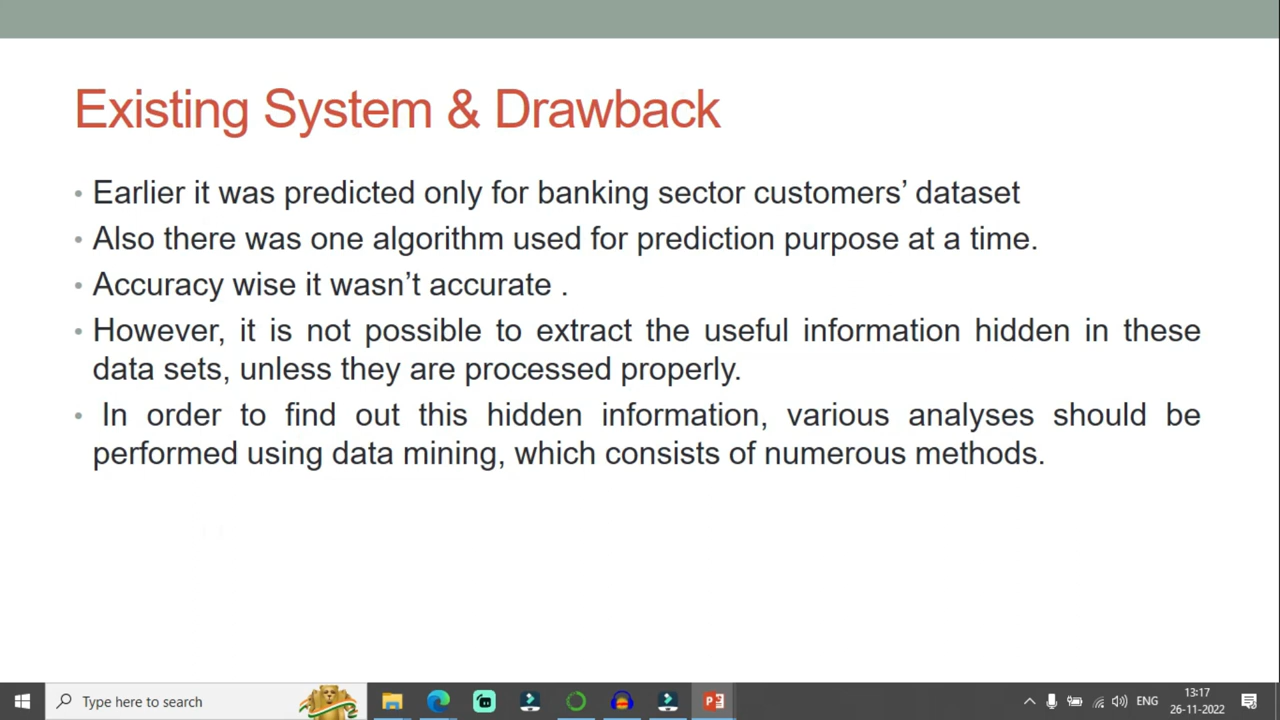 Existing System & Drawback
• Earlier it was predicted only for banking sector customers’ dataset
• Also there was one algorithm used for prediction purpose at a time.
• Accuracy wise it wasn’t accurate .
• However, it is not possible to extract the useful information hidden in these
data sets, unless they are processed properly.
• In order to find out this hidden information, various analyses should be
performed using data mining, which consists of numerous methods.
Type here to search
ENG
13:17
26-11-2022